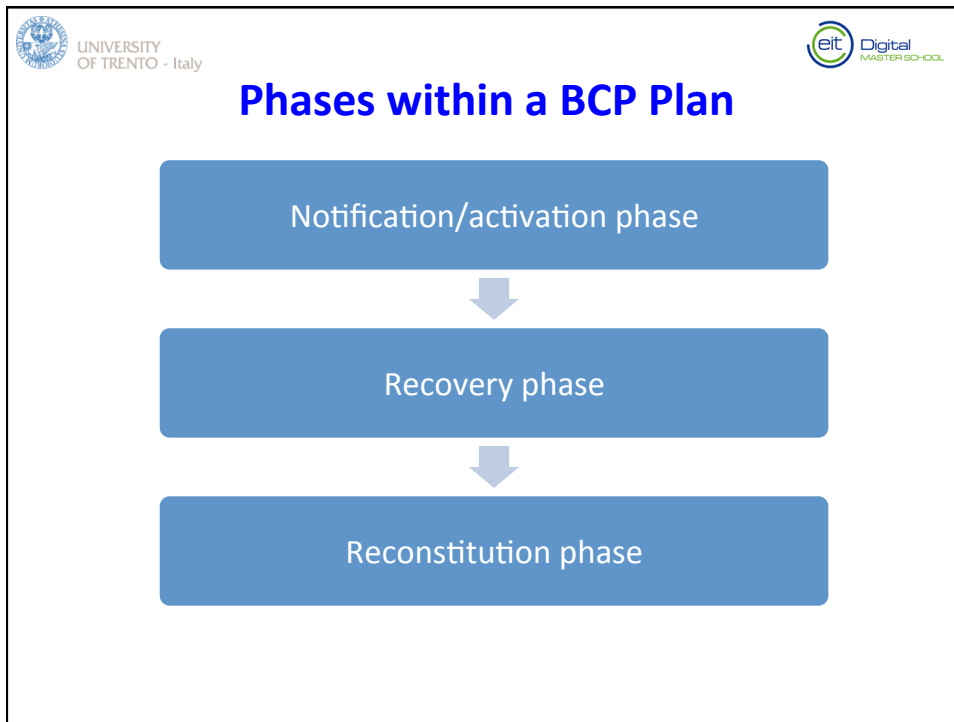 UNIVERSITY
OF TRENTO - Italy
eit Digital
MASTER SCHOOL
Phases within a BCP Plan
Notification/activation phase
Recovery phase
Reconstitution phase